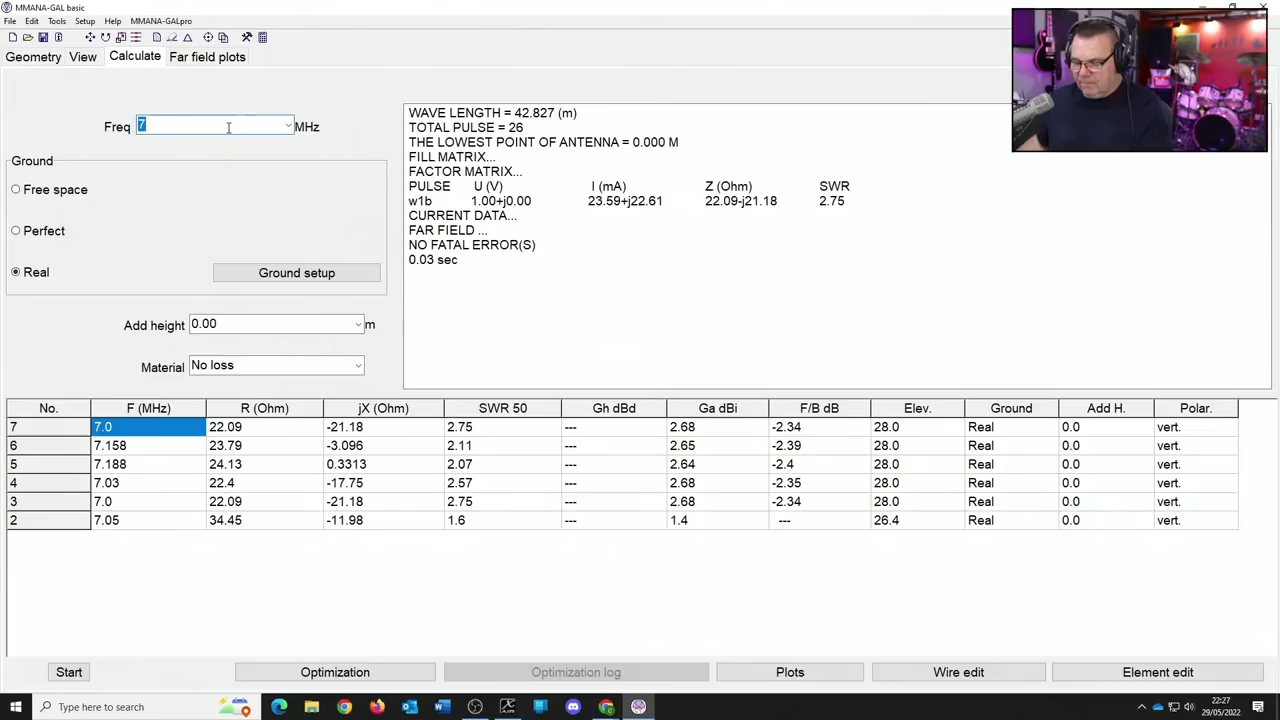 MMANA-GAL basic
File Edit Tools Setup Help MMANA-GALpro
Geometry View Calculate Far field plots
Freq 7 MHz
Ground
Free space
Perfect
Real Ground setup
Add height 0.00 m
Material No loss
WAVE LENGTH = 42.827 (m)
TOTAL PULSE = 26
THE LOWEST POINT OF ANTENNA = 0.000 M
FILL MATRIX...
FACTOR MATRIX...
PULSE U (V) I (mA) Z (Ohm) SWR
w1b 1.00+j0.00 23.59+j22.61 22.09-j21.18 2.75
CURRENT DATA...
FAR FIELD ...
NO FATAL ERROR(S)
0.03 sec
No. F (MHz) R (Ohm) jX (Ohm) SWR 50 Gh dBd Ga dBi F/B dB Elev. Ground Add H. Polar.
7 7.0 22.09 -21.18 2.75 --- 2.68 -2.34 28.0 Real 0.0 vert.
6 7.158 23.79 -3.096 2.11 --- 2.65 -2.39 28.0 Real 0.0 vert.
5 7.188 24.13 0.3313 2.07 --- 2.64 -2.4 28.0 Real 0.0 vert.
4 7.03 22.4 -17.75 2.57 --- 2.68 -2.35 28.0 Real 0.0 vert.
3 7.0 22.09 -21.18 2.75 --- 2.68 -2.34 28.0 Real 0.0 vert.
2 7.05 34.45 -11.98 1.6 --- 1.4 --- 26.4 Real 0.0 vert.
Start Optimization Optimization log Plots Wire edit Element edit
Type here to search
22:27
29/05/2022